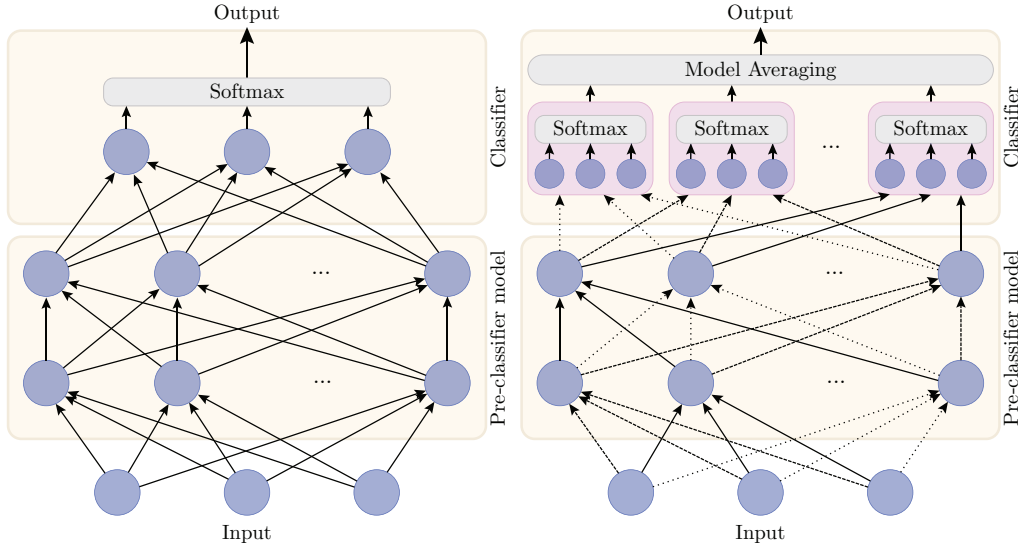 Output
Softmax
Classifier
...
Pre-classifier model
...
Input
Output
Model Averaging
Softmax
Softmax
...
Softmax
Classifier
...
Pre-classifier model
...
Input